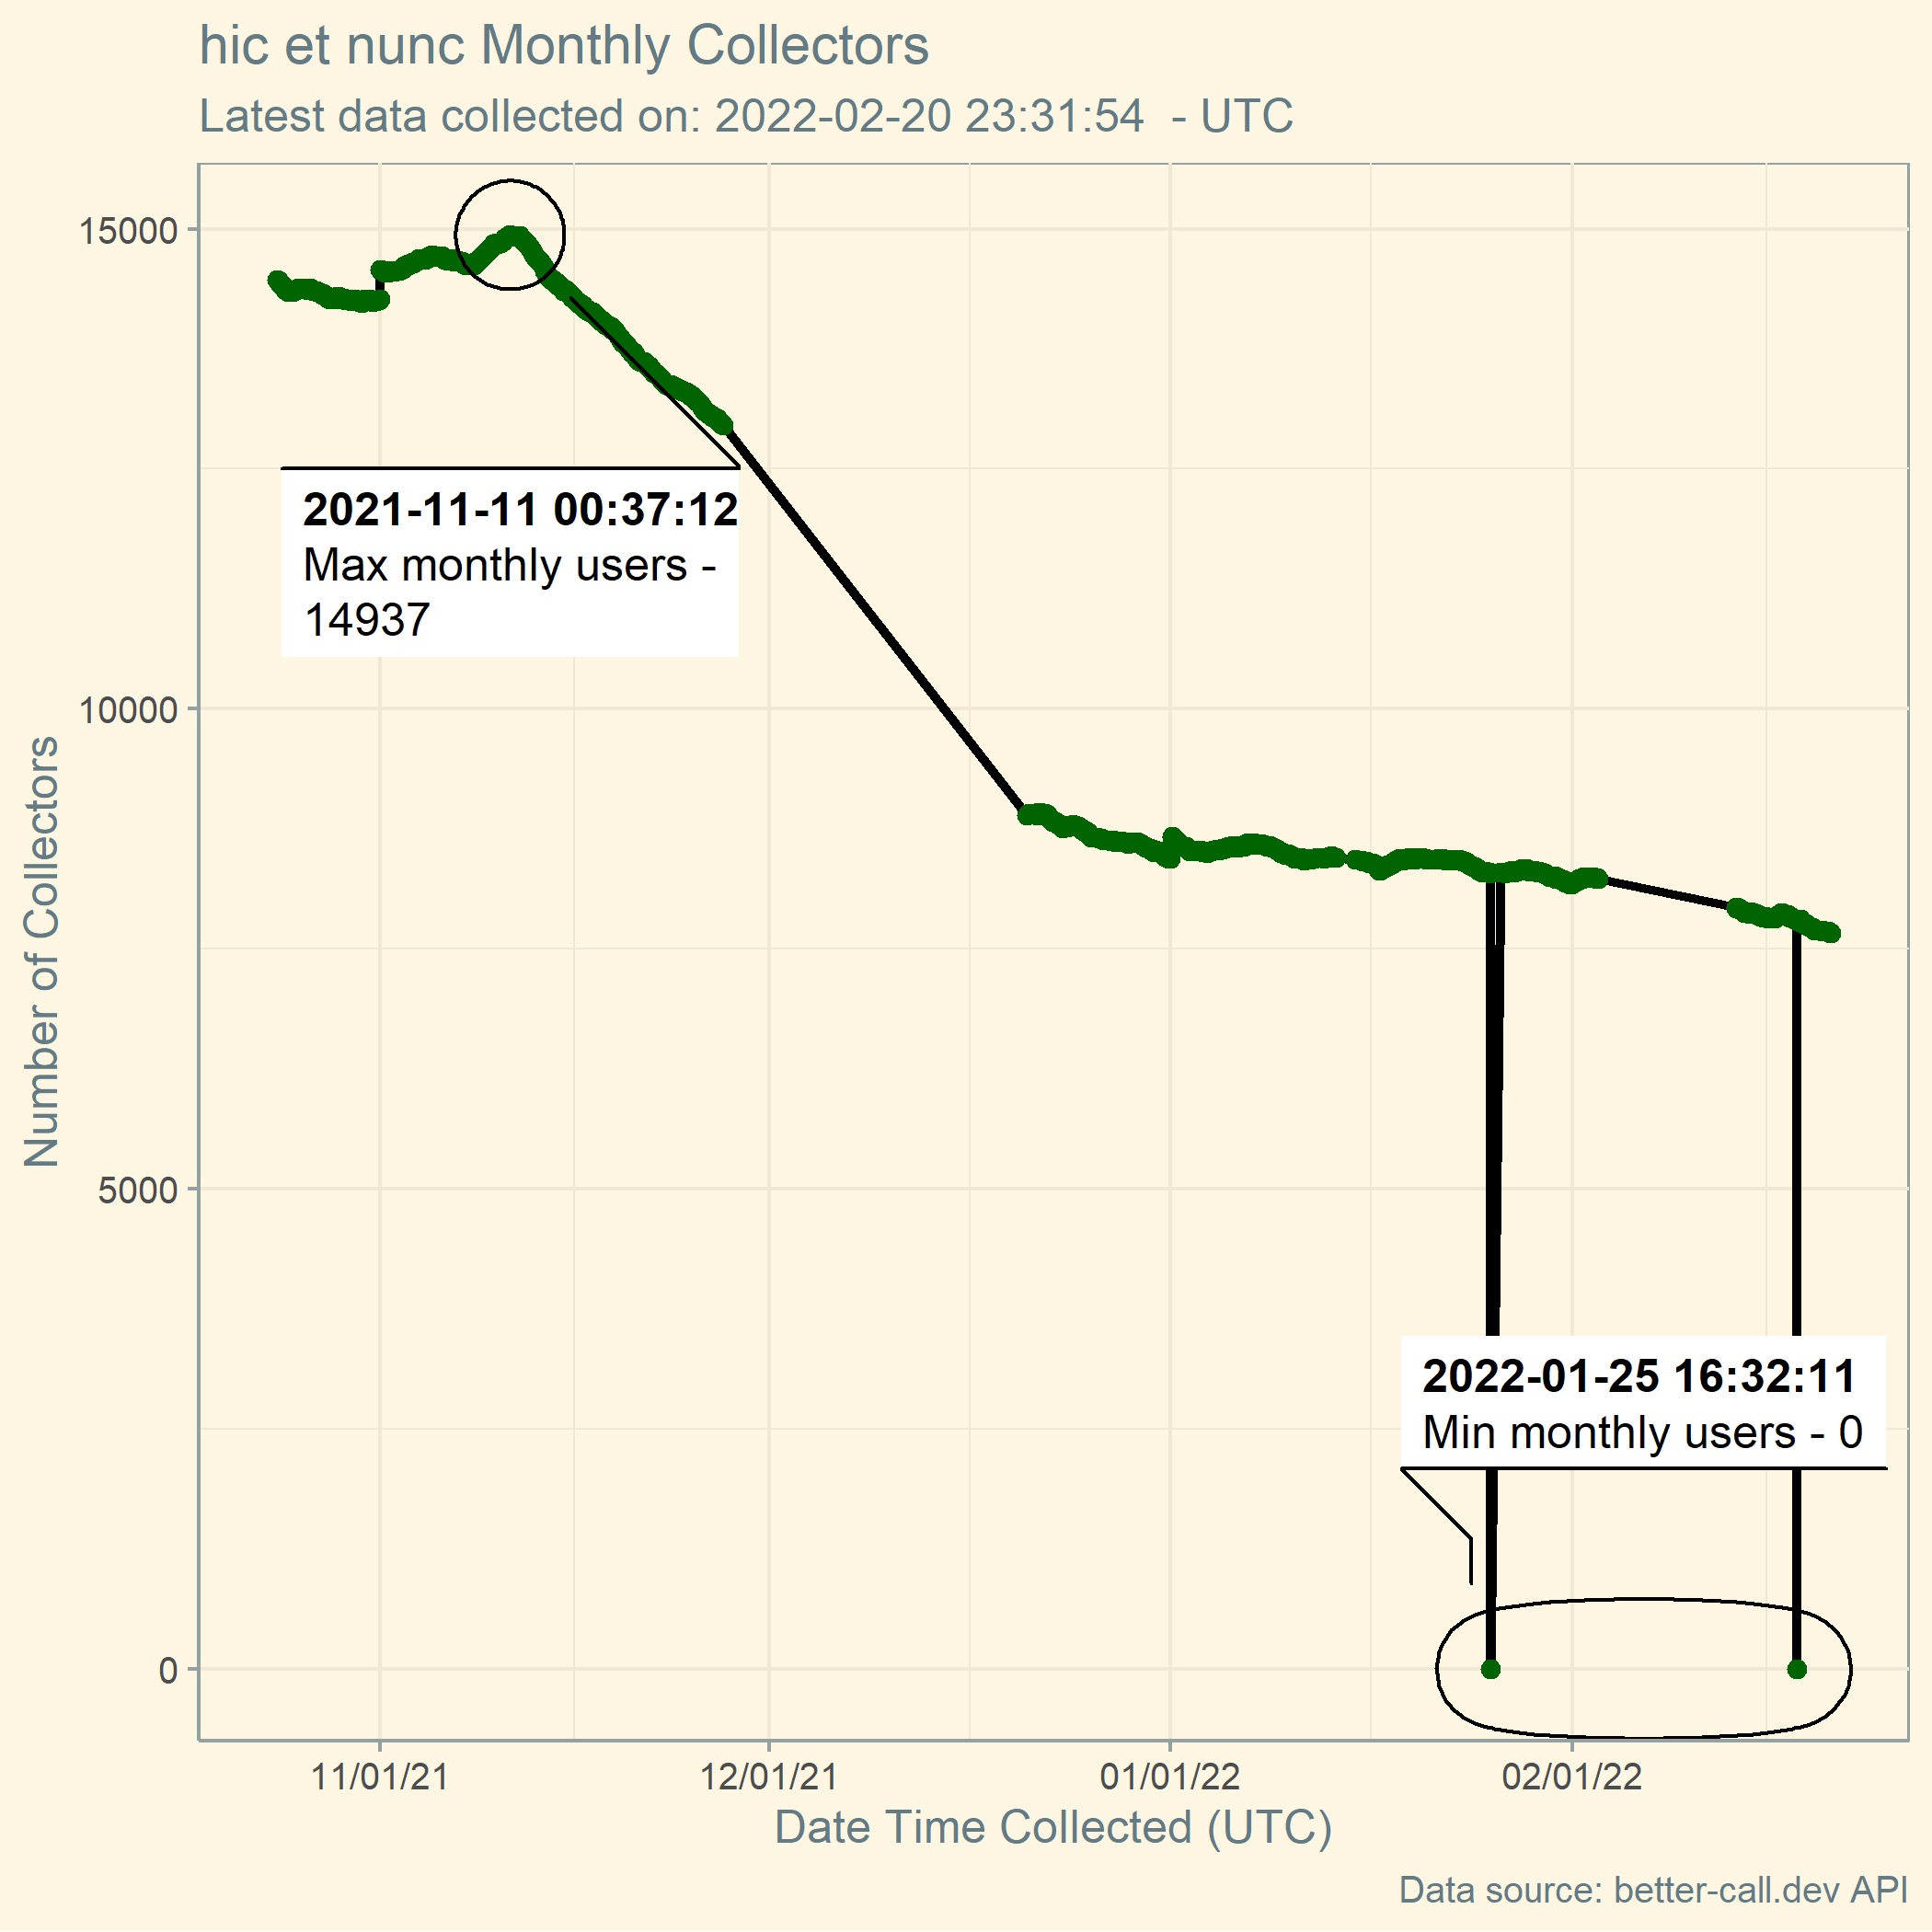 hic et nunc Monthly Collectors
Latest data collected on: 2022-02-20 23:31:54  - UTC
15000
10000
5000
0
Number of Collectors
2021-11-11 00:37:12
Max monthly users -
14937
2022-01-25 16:32:11
Min monthly users - 0
11/01/21
12/01/21
01/01/22
02/01/22
Date Time Collected (UTC)
Data source: better-call.dev API